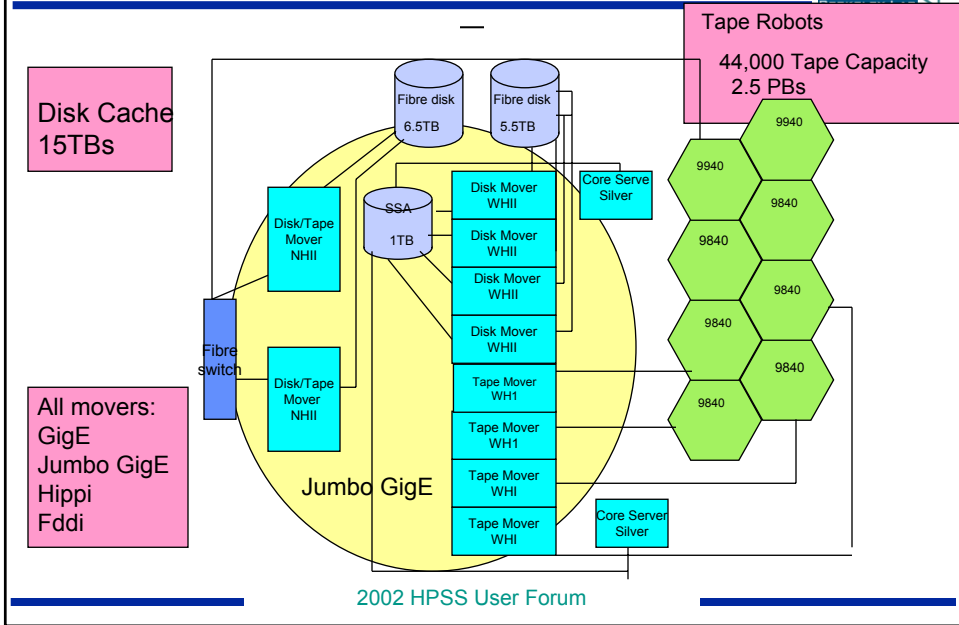 Tape Robots
44,000 Tape Capacity
2.5 PBs
Disk Cache
15TBs
Fibre disk
6.5TB
Fibre disk
5.5TB
9940
9940
9840
9840
9840
9840
9840
9840
Core Serve
Silver
SSA
1TB
Disk/Tape
Mover
NHII
Disk Mover
WHII
Disk Mover
WHII
Disk Mover
WHII
Disk Mover
WHII
Tape Mover
WH1
Tape Mover
WH1
Tape Mover
WHI
Tape Mover
WHI
Fibre
switch
Disk/Tape
Mover
NHII
All movers:
GigE
Jumbo GigE
Hippi
Fddi
Jumbo GigE
Core Server
Silver
2002 HPSS User Forum